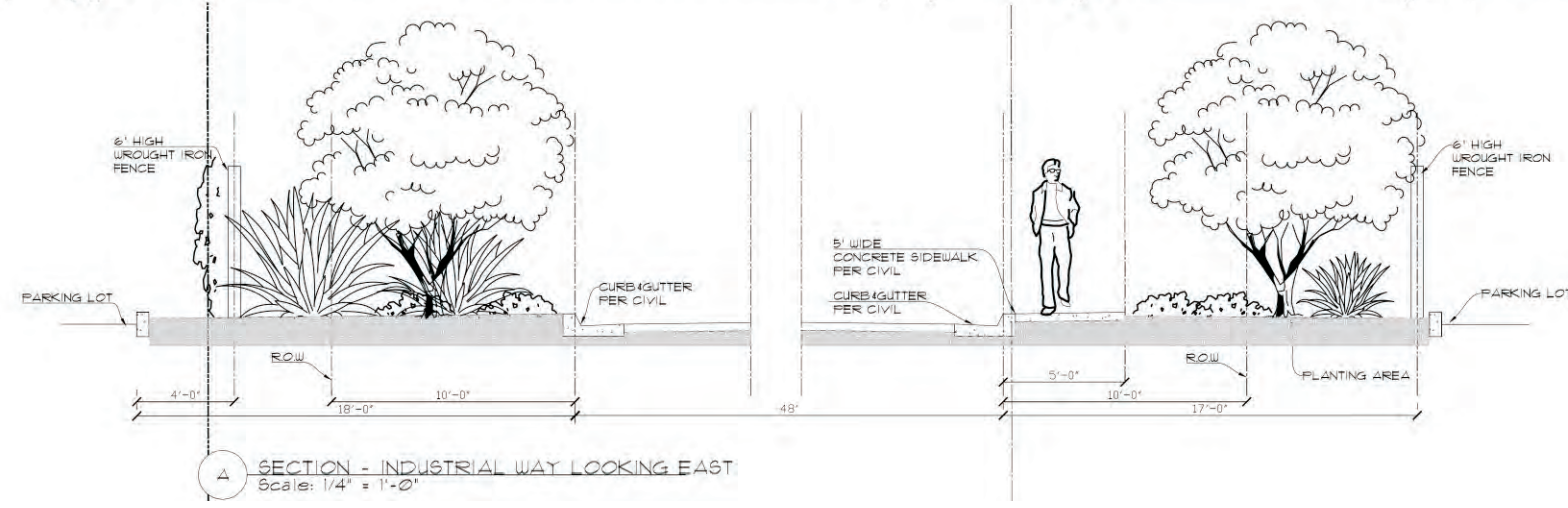 6' HIGH
WROUGHT IRON
FENCE
6' HIGH
WROUGHT IRON
FENCE
5' WIDE
CONCRETE SIDEWALK
PER CIVIL
CURB&GUTTER
PER CIVIL
CURB&GUTTER
PER CIVIL
PARKING LOT
PARKING LOT
R.O.W
R.O.W
PLANTING AREA
4'-0"
10'-0"
18'-0"
48'
5'-0"
10'-0"
17'-0"
A
SECTION - INDUSTRIAL WAY LOOKING EAST
Scale: 1/4" = 1'-0"